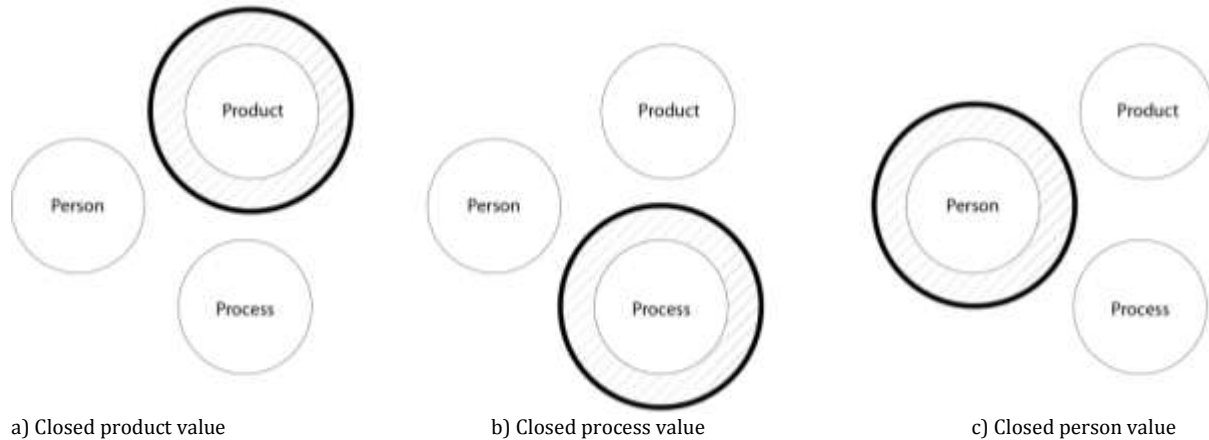 Product
Person
Process
a) Closed product value
Product
Person
Process
b) Closed process value
Product
Person
Process
c) Closed person value